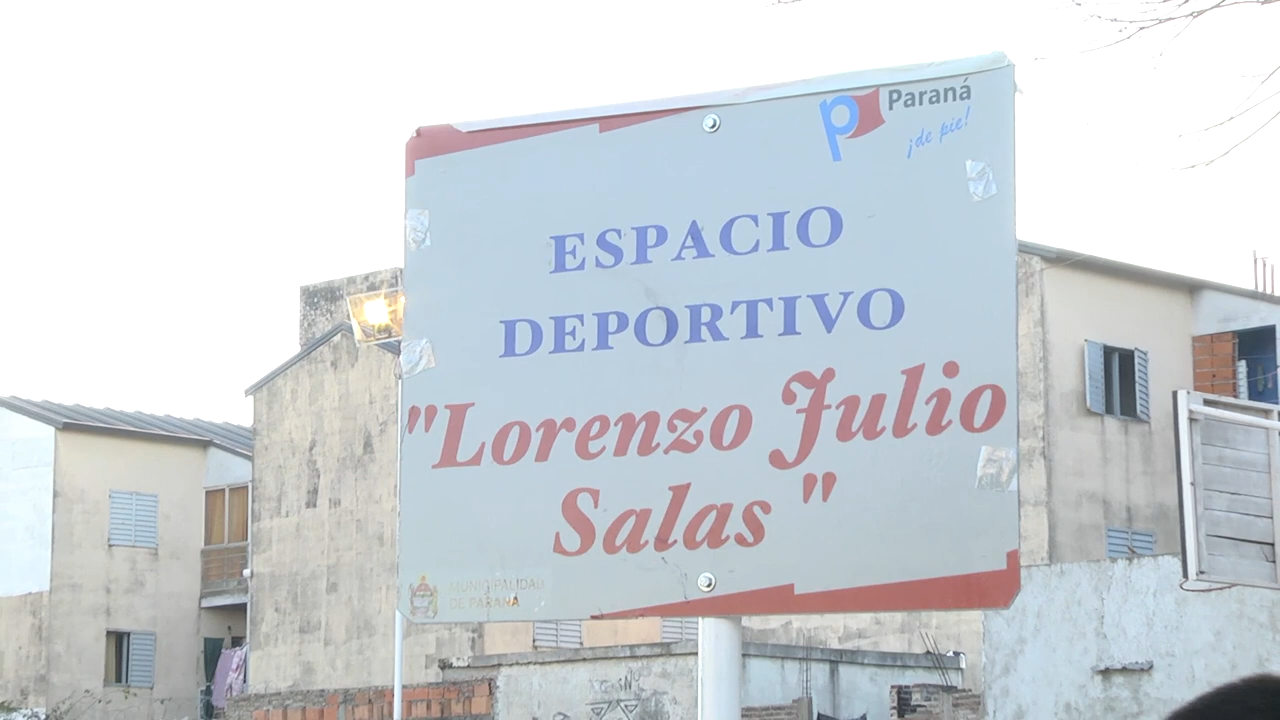 Paraná
¡de pie!
ESPACIO
DEPORTIVO
"Lorenzo Julio
Salas "
MUNICIPALIDAD
DE PARANÁ